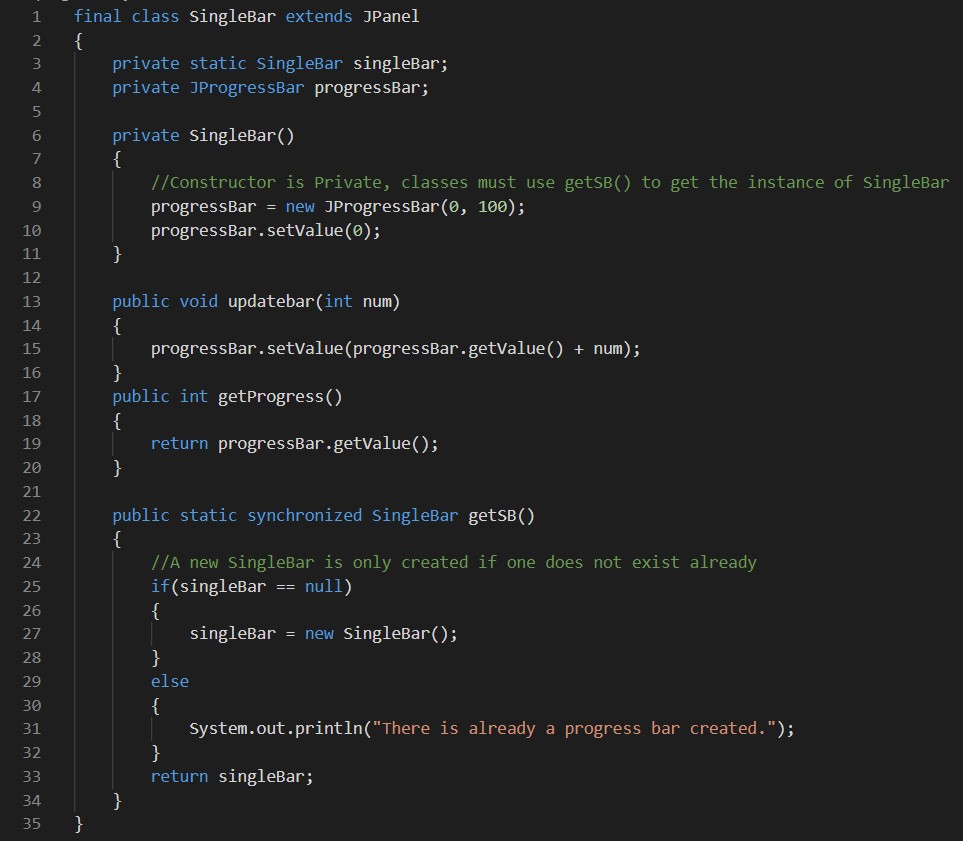 1 final class SingleBar extends JPanel
2 {
3 private static SingleBar singleBar;
4 private JProgressBar progressBar;
5
6 private SingleBar()
7 {
8 //Constructor is Private, classes must use getSB() to get the instance of SingleBar
9 progressBar = new JProgressBar(0, 100);
10 progressBar.setValue(0);
11 }
12
13 public void updatebar(int num)
14 {
15 progressBar.setValue(progressBar.getValue() + num);
16 }
17 public int getProgress()
18 {
19 return progressBar.getValue();
20 }
21
22 public static synchronized SingleBar getSB()
23 {
24 //A new SingleBar is only created if one does not exist already
25 if(singleBar == null)
26 {
27 singleBar = new SingleBar();
28 }
29 else
30 {
31 System.out.println("There is already a progress bar created.");
32 }
33 return singleBar;
34 }
35 }